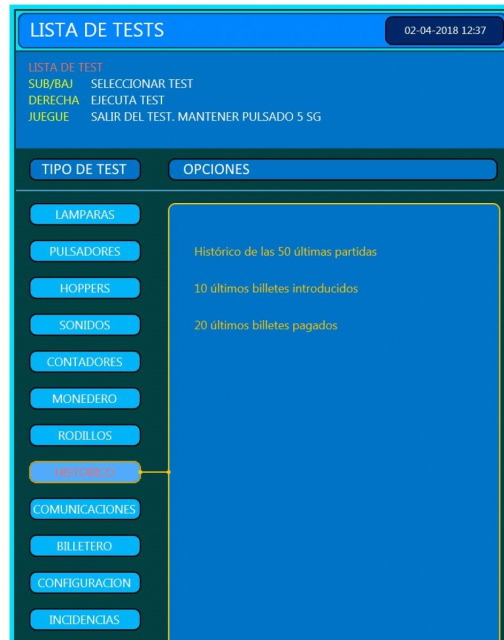 LISTA DE TESTS
02-04-2018 12:37
LISTA DE TEST
SUB/BAJ SELECCIONAR TEST
DERECHA EJECUTA TEST
JUEGUE SALIR DEL TEST. MANTENER PULSADO 5 SG
TIPO DE TEST OPCIONES
LAMPARAS
PULSADORES Histórico de las 50 últimas partidas
HOPPERS 10 últimos billetes introducidos
SONIDOS 20 últimos billetes pagados
CONTADORES
MONEDERO
RODILLOS
HISTORICO
COMUNICACIONES
BILLETERO
CONFIGURACION
INCIDENCIAS